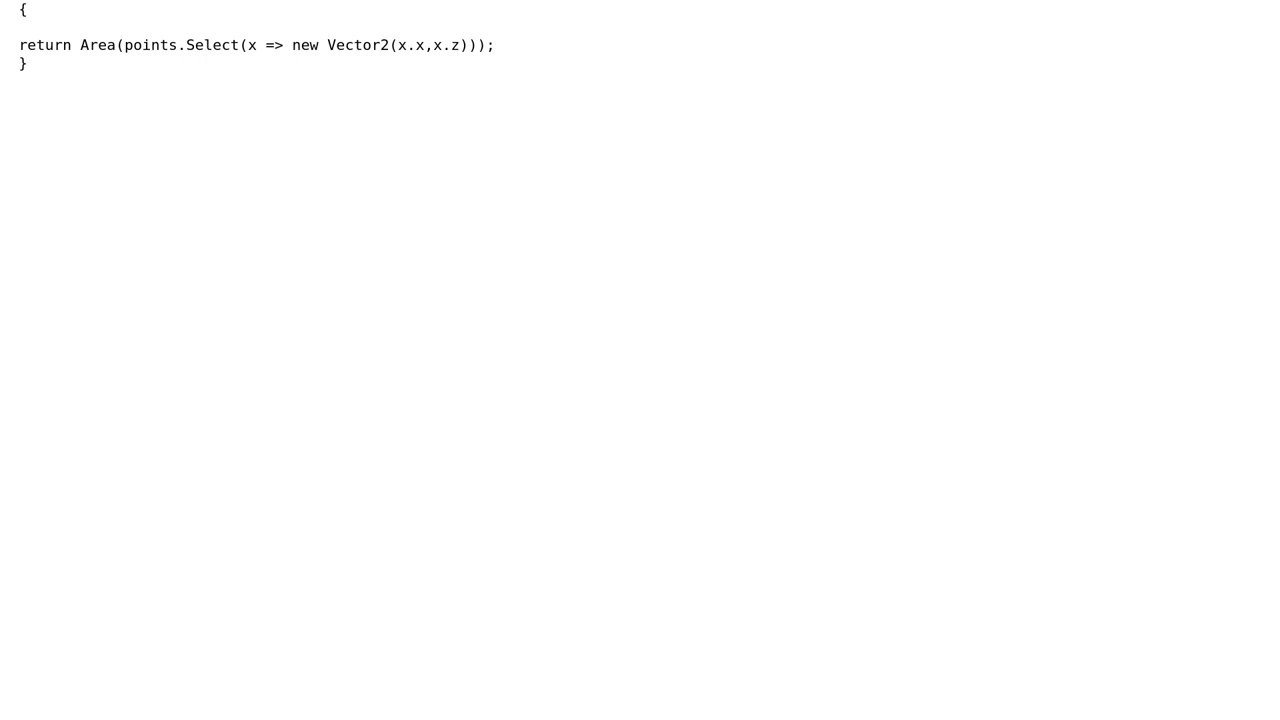 {
return Area(points.Select(x => new Vector2(x.x,x.z)));
}